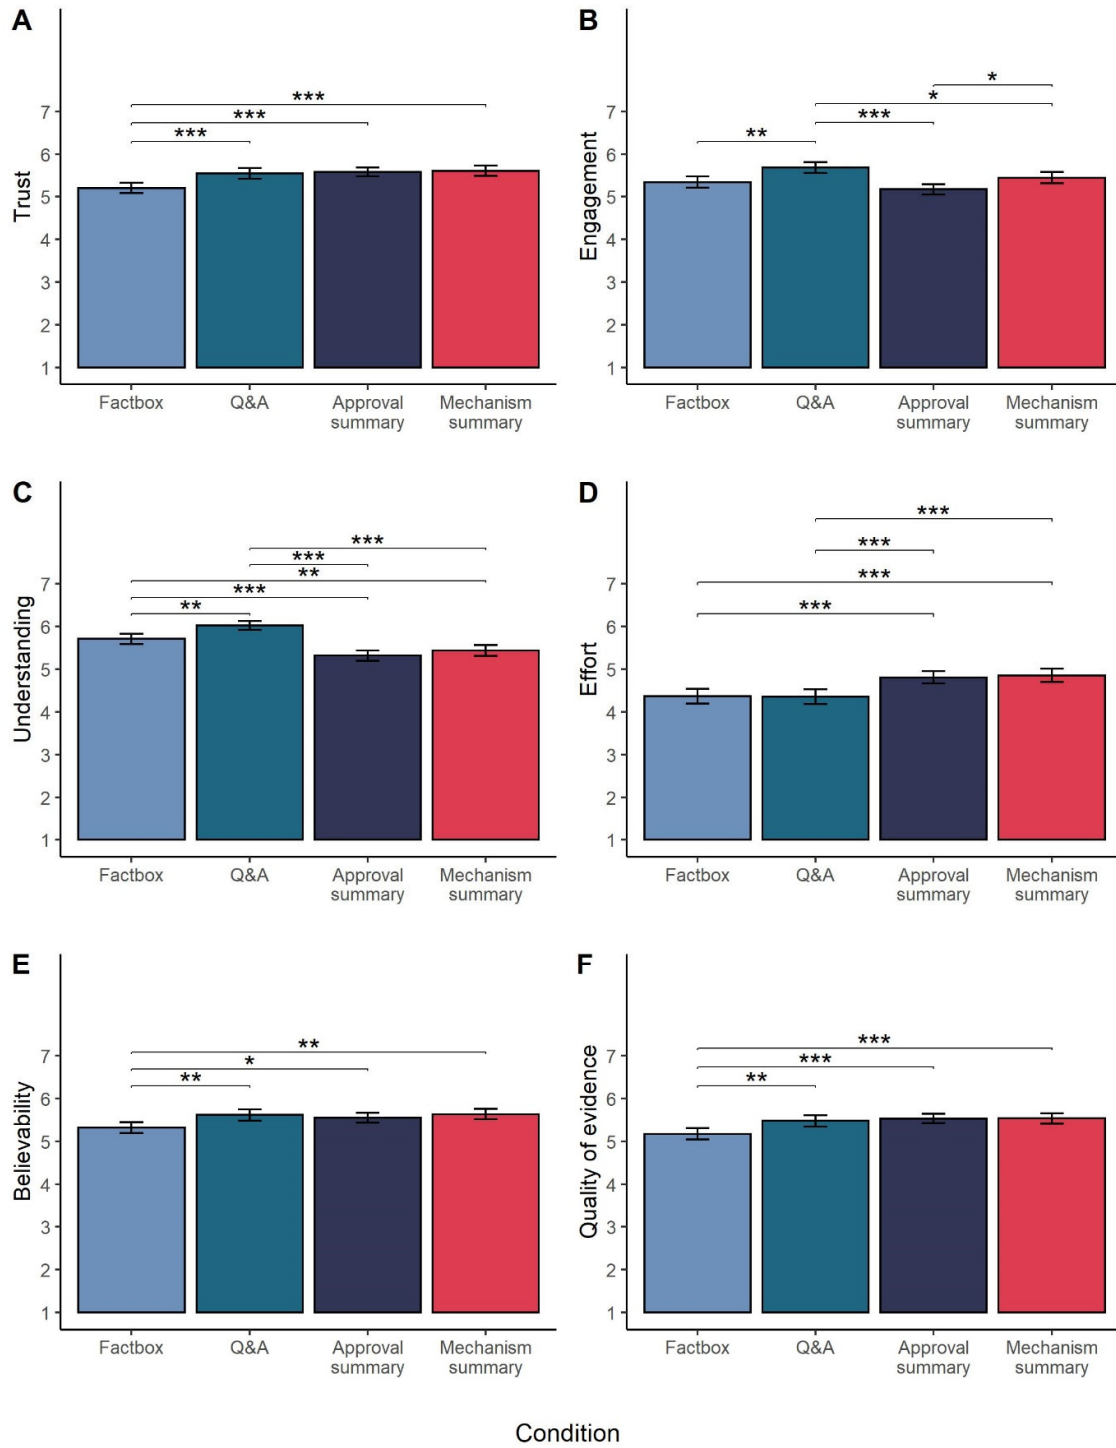 A
Trust
7
6
5
4
3
2
1
***
***
***
Factbox
Q&A
Approval
summary
Mechanism
summary
B
Engagement
7
6
5
4
3
2
1
*
*
***
**
Factbox
Q&A
Approval
summary
Mechanism
summary
C
Understanding
7
6
5
4
3
2
1
***
***
**
***
**
Factbox
Q&A
Approval
summary
Mechanism
summary
D
Effort
7
6
5
4
3
2
1
***
***
***
***
Factbox
Q&A
Approval
summary
Mechanism
summary
E
Believability
7
6
5
4
3
2
1
**
*
**
Factbox
Q&A
Approval
summary
Mechanism
summary
F
Quality of evidence
7
6
5
4
3
2
1
***
***
**
Factbox
Q&A
Approval
summary
Mechanism
summary
Condition